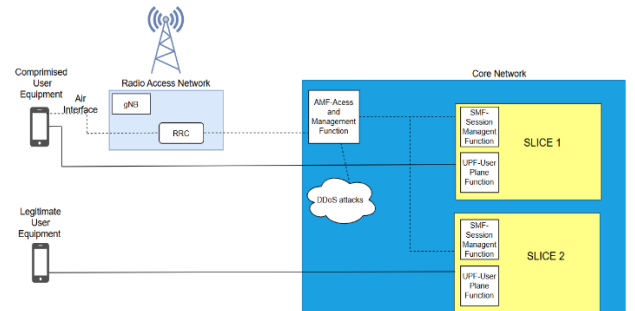 Comprimised
User
Equipment
Air
Interface
Radio Access Network
gNB
RRC
Core Network
AMF-Acess
and
Management
Function
SMF-
Session
Managent
Function
SLICE 1
UPF-User
Plane
Function
DDoS attacks
Legitimate
User
Equipment
SMF-
Session
Managent
Function
SLICE 2
UPF-User
Plane
Function